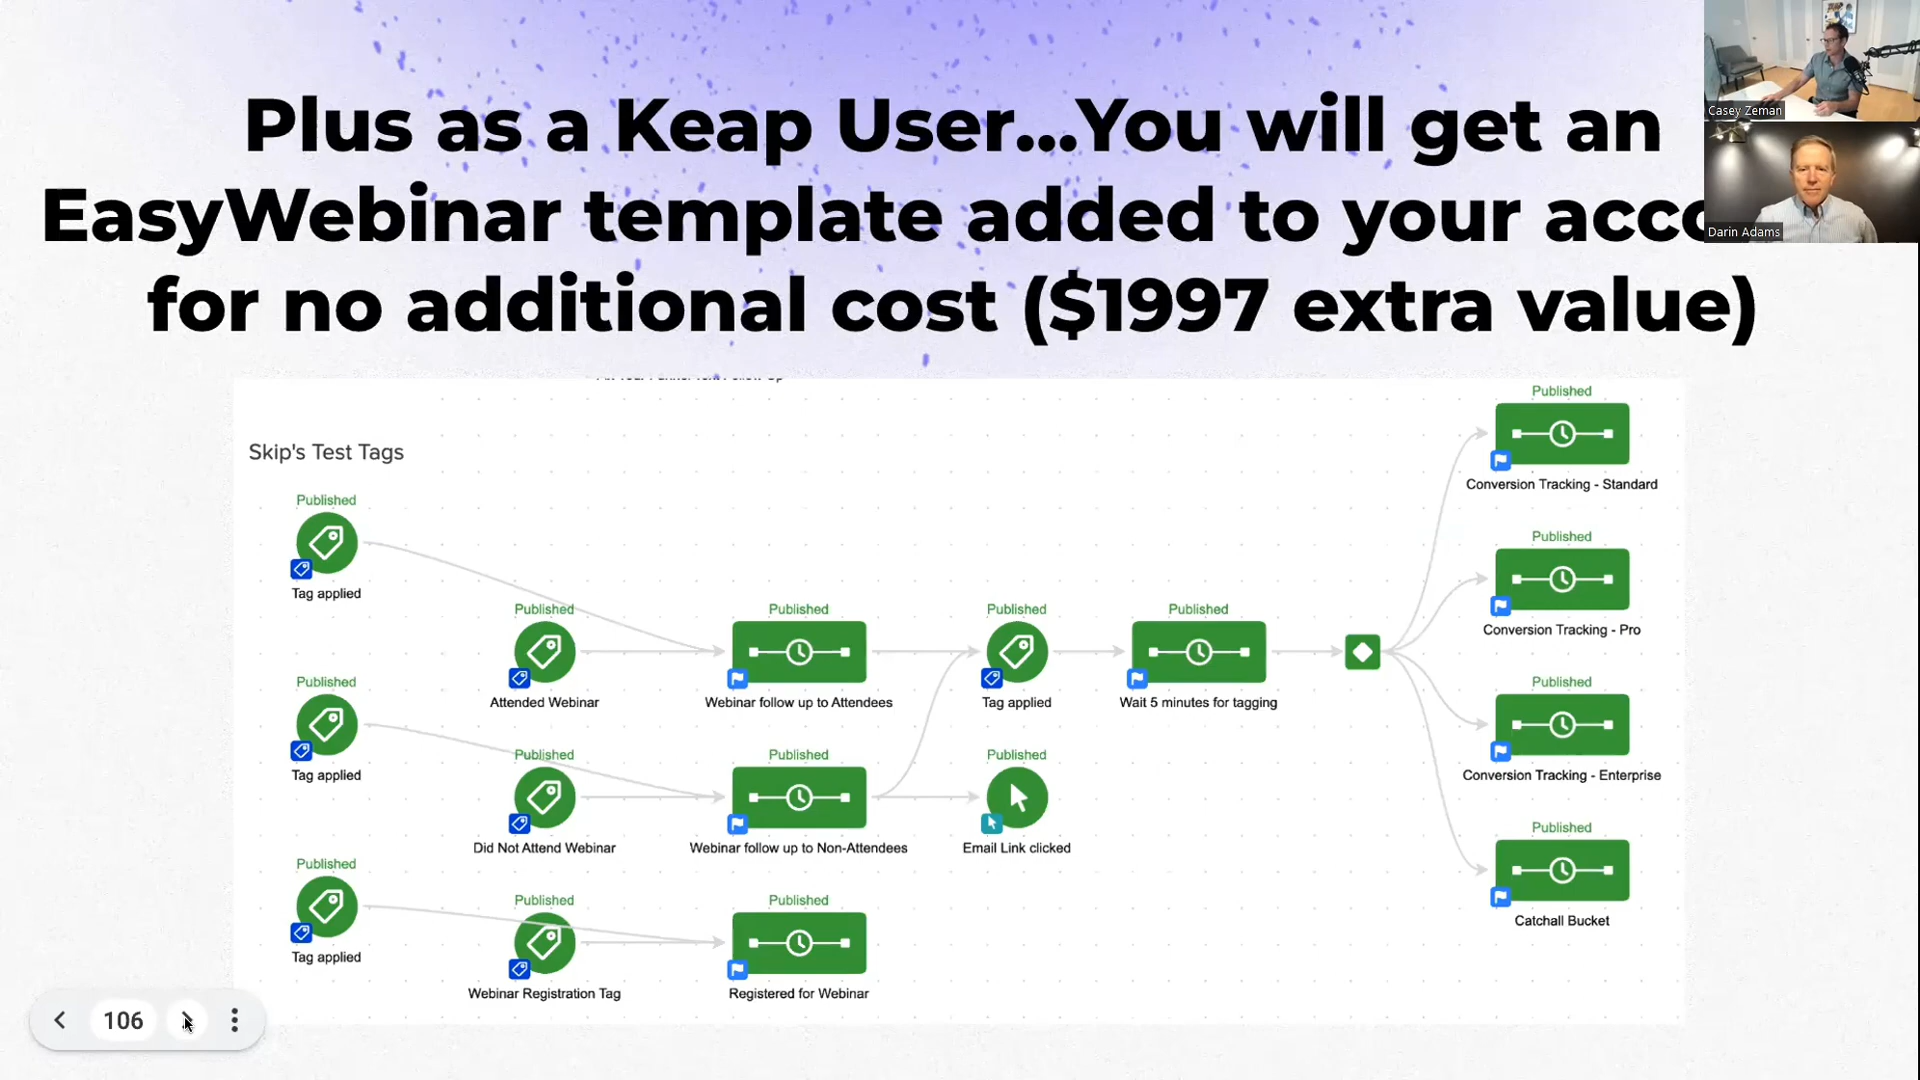 Plus as a Keap User...You will get an
EasyWebinar template added to your acco
for no additional cost ($1997 extra value)
Casey Zeman
Darin Adams
Skip's Test Tags
Published
Conversion Tracking - Standard
Published
Tag applied
Published
Conversion Tracking - Pro
Published
Attended Webinar
Published
Webinar follow up to Attendees
Published
Tag applied
Published
Wait 5 minutes for tagging
Published
Tag applied
Published
Conversion Tracking - Enterprise
Published
Did Not Attend Webinar
Published
Webinar follow up to Non-Attendees
Published
Email Link clicked
Published
Catchall Bucket
Published
Tag applied
Published
Webinar Registration Tag
Published
Registered for Webinar
106